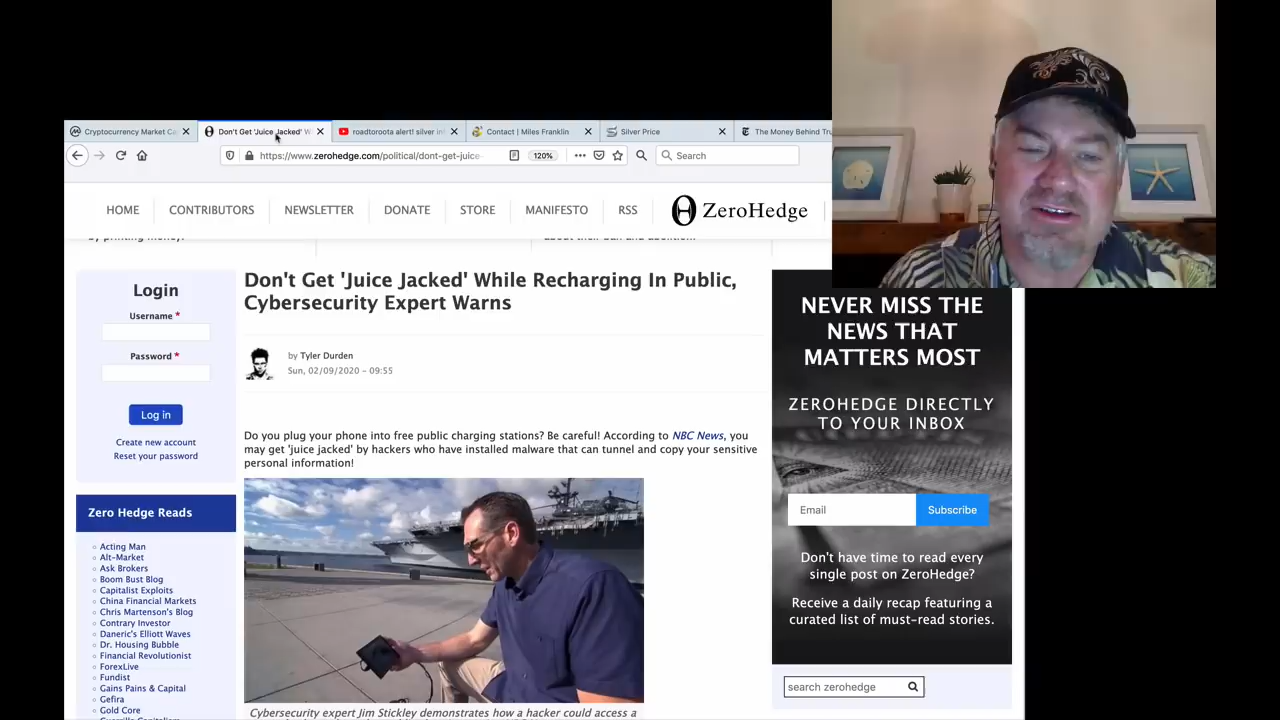 Cryptocurrency Market Ca
Don't Get 'Juice Jacked' W
roadtoroota alert! silver in
Contact | Miles Franklin
Silver Price
The Money Behind Tru
https://www.zerohedge.com/political/dont-get-juice-
120%
Search
HOME
CONTRIBUTORS
NEWSLETTER
DONATE
STORE
MANIFESTO
RSS
ZeroHedge
Login
Username *
Password *
Log in
Create new account
Reset your password
Zero Hedge Reads
Acting Man
Alt-Market
Ask Brokers
Boom Bust Blog
Capitalist Exploits
China Financial Markets
Chris Martenson's Blog
Contrary Investor
Daneric's Elliott Waves
Dr. Housing Bubble
Financial Revolutionist
ForexLive
Fundist
Gains Pains & Capital
Gefira
Gold Core
Don't Get 'Juice Jacked' While Recharging In Public,
Cybersecurity Expert Warns
by Tyler Durden
Sun, 02/09/2020 - 09:55
Do you plug your phone into free public charging stations? Be careful! According to NBC News, you
may get 'juice jacked' by hackers who have installed malware that can tunnel and copy your sensitive
personal information!
Cybersecurity expert Jim Stickley demonstrates how a hacker could access a
NEVER MISS THE
NEWS THAT
MATTERS MOST
ZEROHEDGE DIRECTLY
TO YOUR INBOX
Email
Subscribe
Don't have time to read every
single post on ZeroHedge?
Receive a daily recap featuring a
curated list of must-read stories.
search zerohedge